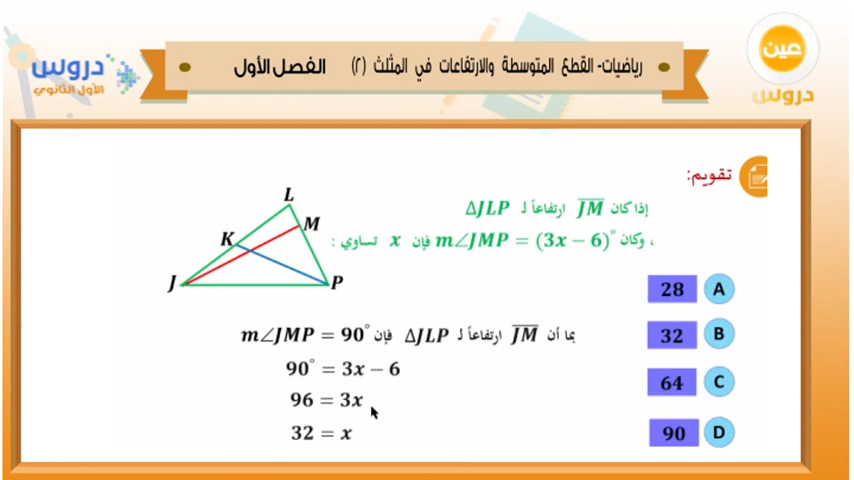 عين
دروس
رياضيات- القطع المتوسطة والارتفاعات في المثلث (٢) الفصل الأول
دروس
الأول الثانوي
تقويم:
إذا كان JM ارتفاعاً لـ ΔJLP
، وكان m∠JMP = (3x − 6)° فإن x تساوي :
L
M
K
J
P
28 A
32 B
64 C
90 D
بما أن JM ارتفاعاً لـ ΔJLP فإن m∠JMP = 90°
90° = 3x − 6
96 = 3x
32 = x